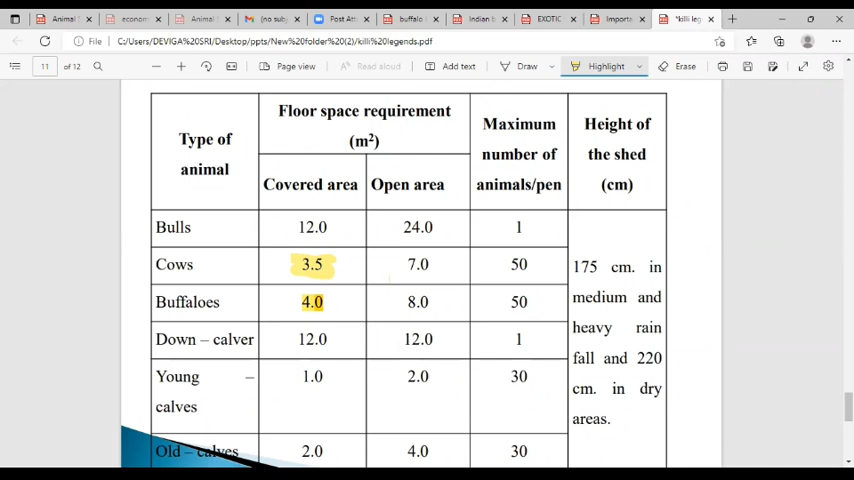 Animal S
econom
Animal E
(no subj
Post Atte
buffalo (
Indian b
EXOTIC
Importa
*killi leg
File C:/Users/DEVIGA%20SRI/Desktop/ppts/New%20folder%20(2)/killi%20legends.pdf
11 of 12 Page view Read aloud Add text Draw Highlight Erase
Type of animal
Floor space requirement (m²)
Maximum number of animals/pen
Height of the shed (cm)
Covered area Open area
Bulls 12.0 24.0 1
Cows 3.5 7.0 50
Buffaloes 4.0 8.0 50
Down – calver 12.0 12.0 1
Young – calves 1.0 2.0 30
Old – calves 2.0 4.0 30
175 cm. in
medium and
heavy rain
fall and 220
cm. in dry
areas.